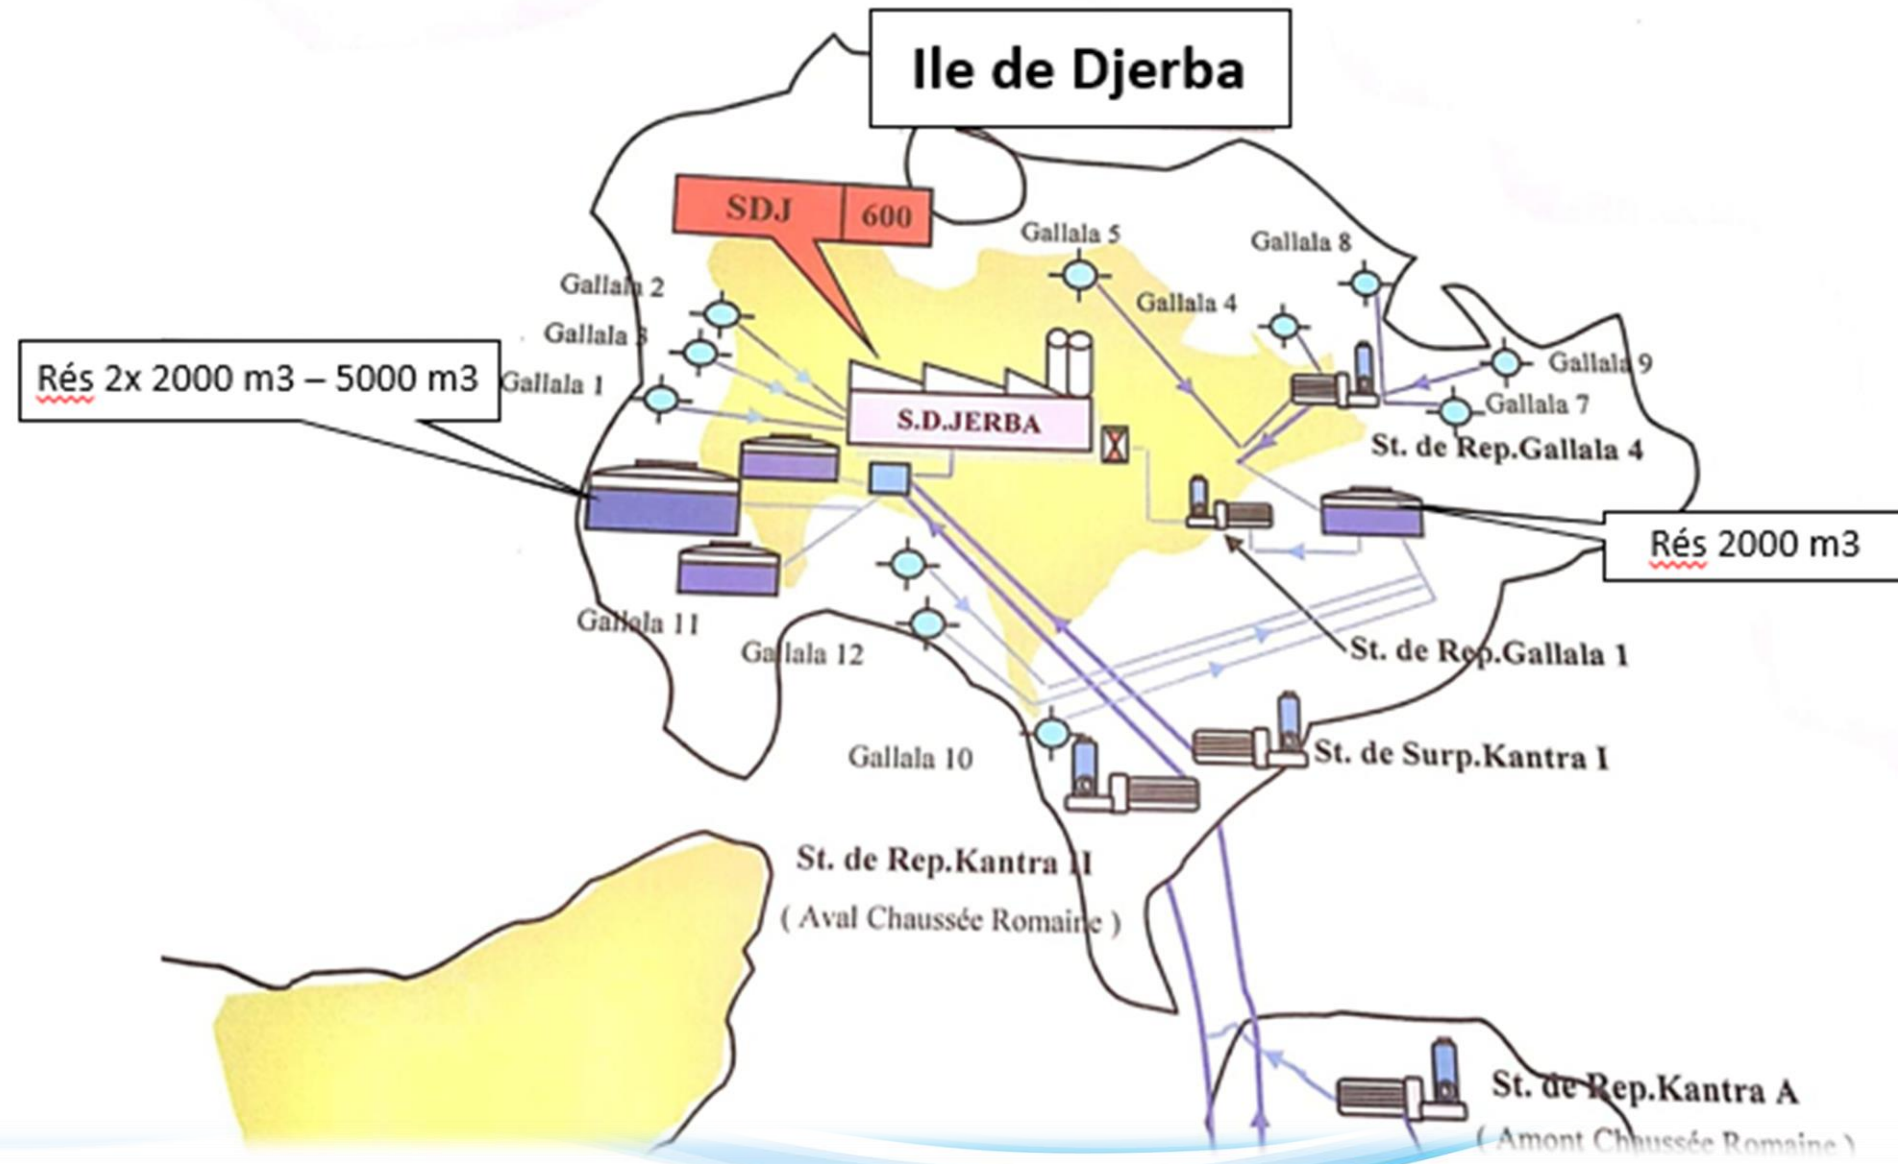 Ile de Djerba
SDJ 600
Gallala 5
Gallala 8
Gallala 2
Gallala 4
Gallala 3
Rés 2x 2000 m3 – 5000 m3
Gallala 1
Gallala 9
Gallala 7
S.D.JERBA
St. de Rep.Gallala 4
Rés 2000 m3
Gallala 11
Gallala 12
St. de Rep.Gallala 1
Gallala 10
St. de Surp.Kantra I
St. de Rep.Kantra II
( Aval Chaussée Romaine )
St. de Rep.Kantra A
( Amont Chaussée Romaine )